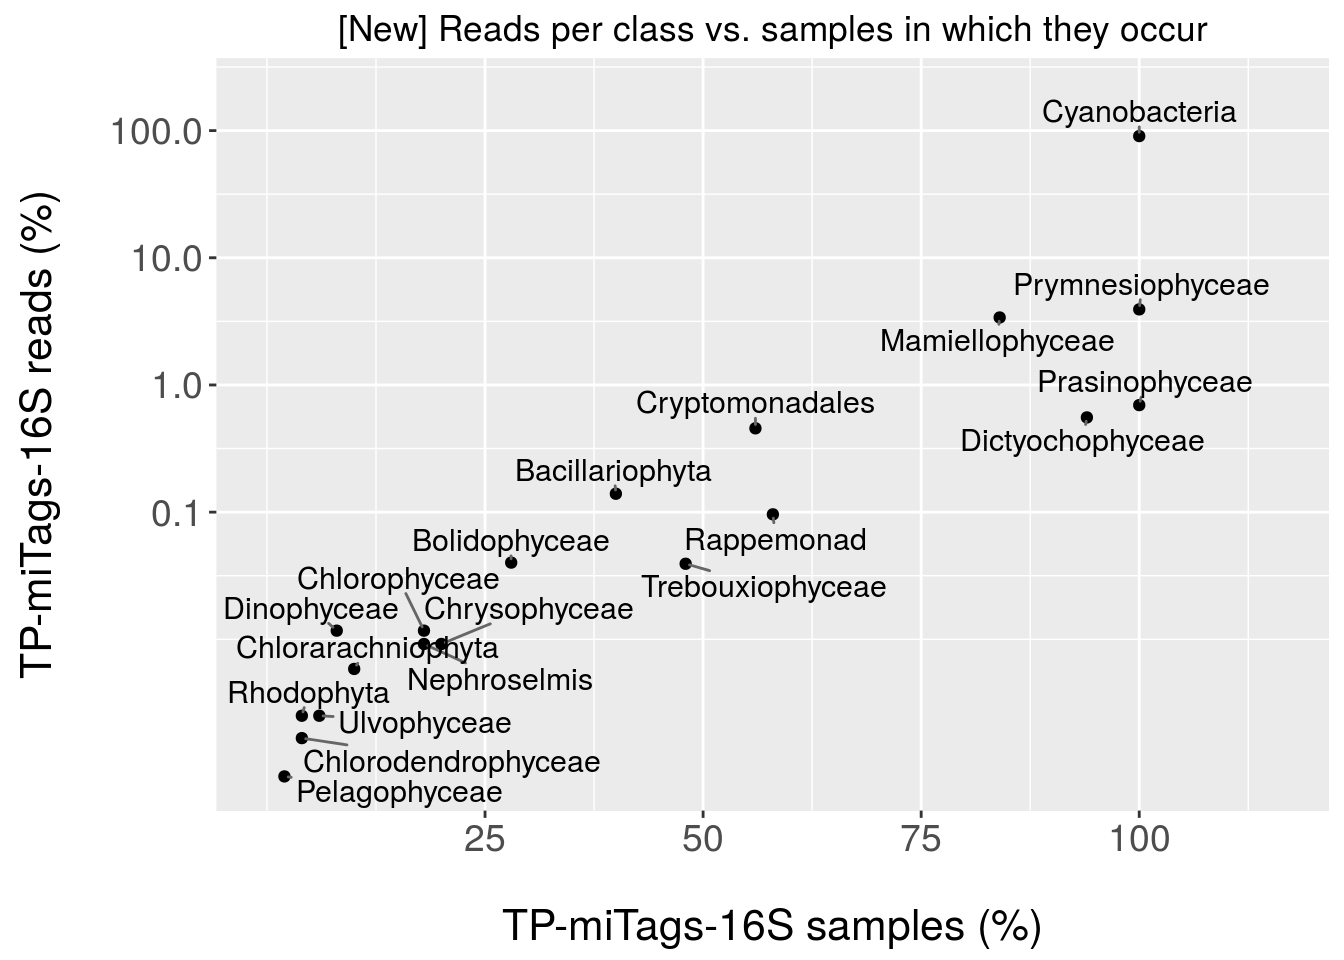 [New] Reads per class vs. samples in which they occur
TP-miTags-16S reads (%)
100.0
10.0
1.0
0.1
Cyanobacteria
Prymnesiophyceae
Mamiellophyceae
Prasinophyceae
Cryptomonadales
Dictyochophyceae
Bacillariophyta
Rappemonad
Bolidophyceae
Chlorophyceae
Trebouxiophyceae
Dinophyceae
Chrysophyceae
Chlorarachniophyta
Nephroselmis
Rhodophyta
Ulvophyceae
Chlorodendrophyceae
Pelagophyceae
25 50 75 100
TP-miTags-16S samples (%)